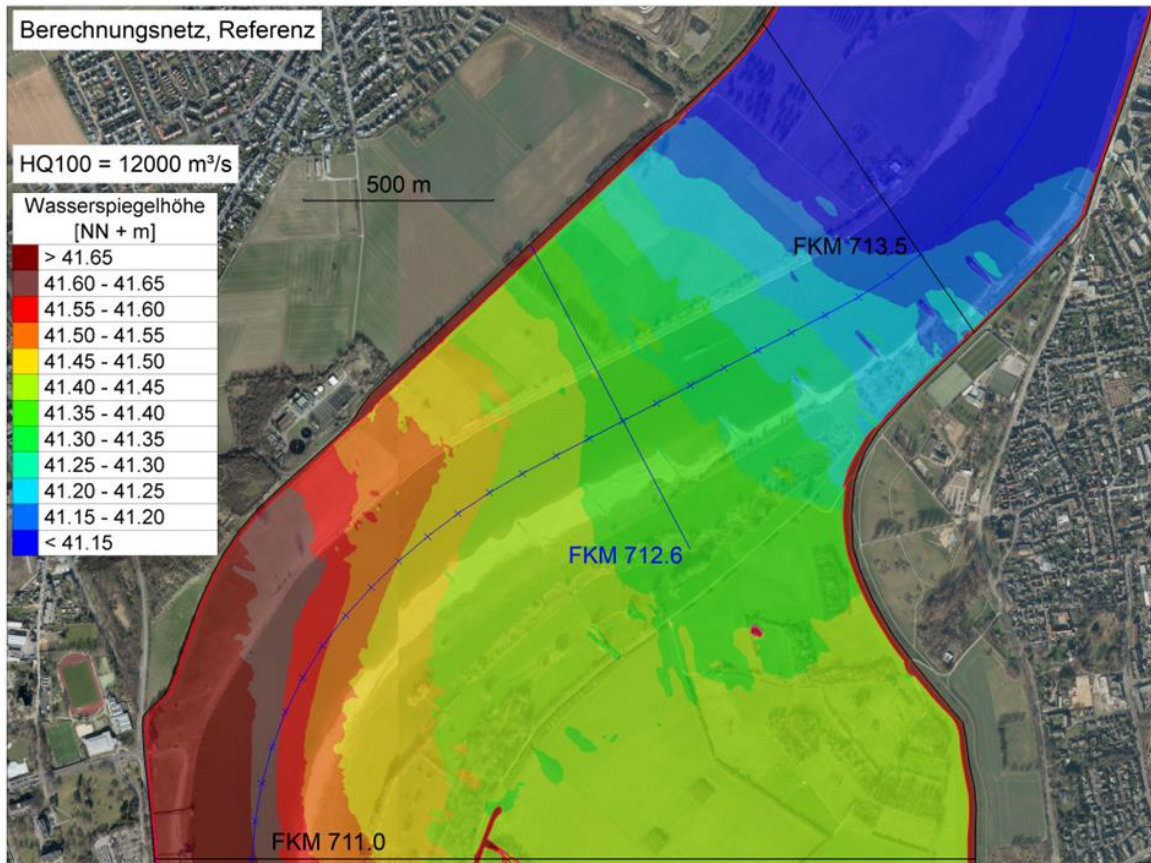 Berechnungsnetz, Referenz
HQ100 = 12000 m³/s
500 m
Wasserspiegelhöhe
[NN + m]
> 41.65
41.60 - 41.65
41.55 - 41.60
41.50 - 41.55
41.45 - 41.50
41.40 - 41.45
41.35 - 41.40
41.30 - 41.35
41.25 - 41.30
41.20 - 41.25
41.15 - 41.20
< 41.15
FKM 713.5
FKM 712.6
FKM 711.0